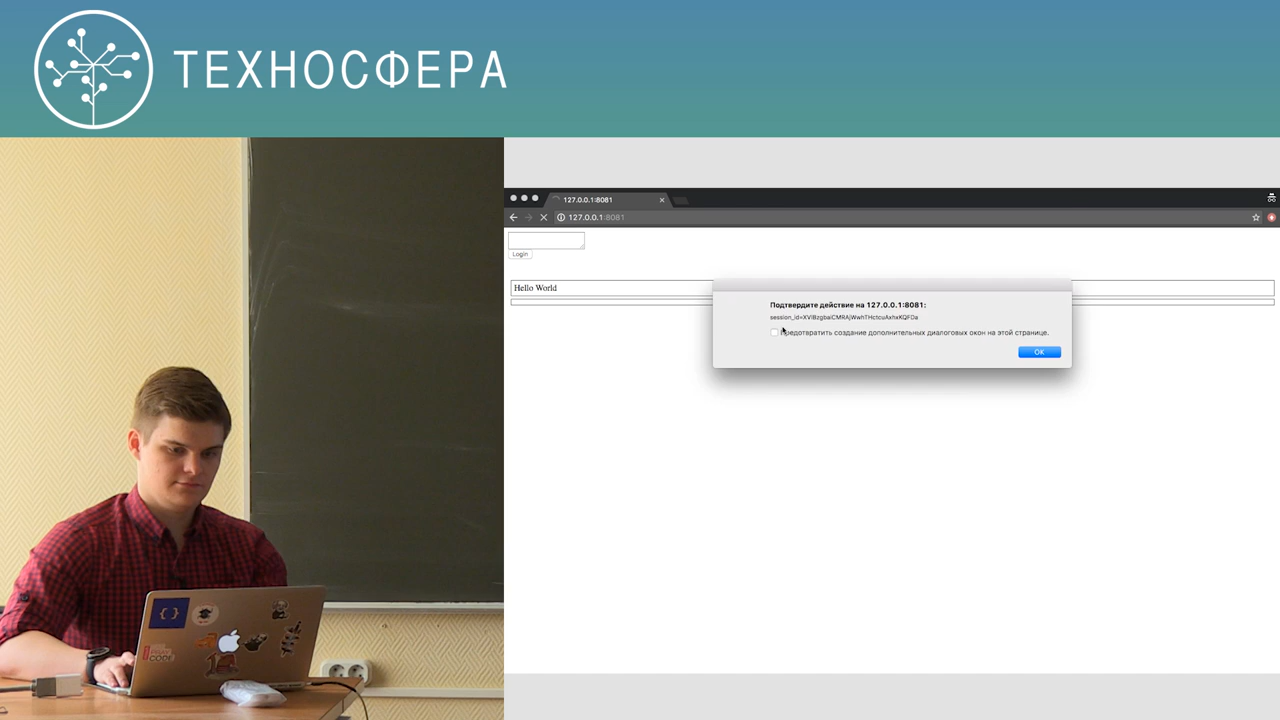 ТЕХНОСФЕРА
127.0.0.1:8081
127.0.0.1:8081
Login
Hello World
Подтвердите действие на 127.0.0.1:8081:
Предотвратить создание дополнительных диалоговых окон на этой странице.
OK
{ }
CODE